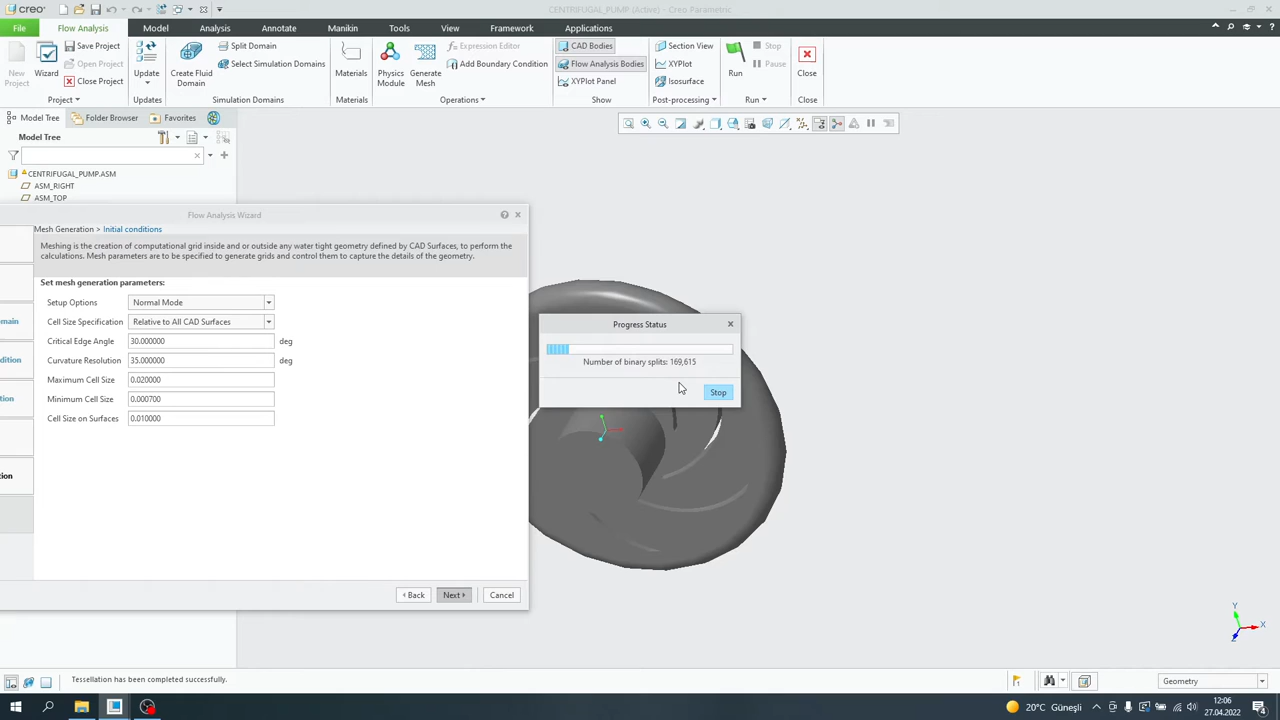 creo
CENTRIFUGAL_PUMP (Active) - Creo Parametric
File
Flow Analysis
Model
Analysis
Annotate
Manikin
Tools
View
Framework
Applications
New
Project
Wizard
Save Project
Open Project
Close Project
Project
Update
Updates
Create Fluid
Domain
Split Domain
Select Simulation Domains
Simulation Domains
Materials
Materials
Physics
Module
Generate
Mesh
Expression Editor
Add Boundary Condition
Operations
CAD Bodies
Flow Analysis Bodies
XYPlot Panel
Show
Section View
XYPlot
Isosurface
Post-processing
Run
Stop
Pause
Run
Close
Close
Model Tree
Folder Browser
Favorites
Model Tree
CENTRIFUGAL_PUMP.ASM
ASM_RIGHT
ASM_TOP
Flow Analysis Wizard
Mesh Generation > Initial conditions
Meshing is the creation of computational grid inside and or outside any water tight geometry defined by CAD Surfaces, to perform the
calculations. Mesh parameters are to be specified to generate grids and control them to capture the details of the geometry.
Set mesh generation parameters:
Setup Options Normal Mode
Cell Size Specification Relative to All CAD Surfaces
Critical Edge Angle 30.000000 deg
Curvature Resolution 35.000000 deg
Maximum Cell Size 0.020000
Minimum Cell Size 0.000700
Cell Size on Surfaces 0.010000
main
ition
tion
Back
Next
Cancel
Progress Status
Number of binary splits: 169,615
Stop
Y
X
Z
Tessellation has been completed successfully.
Geometry
20°C Güneşli
12:06
27.04.2022
4